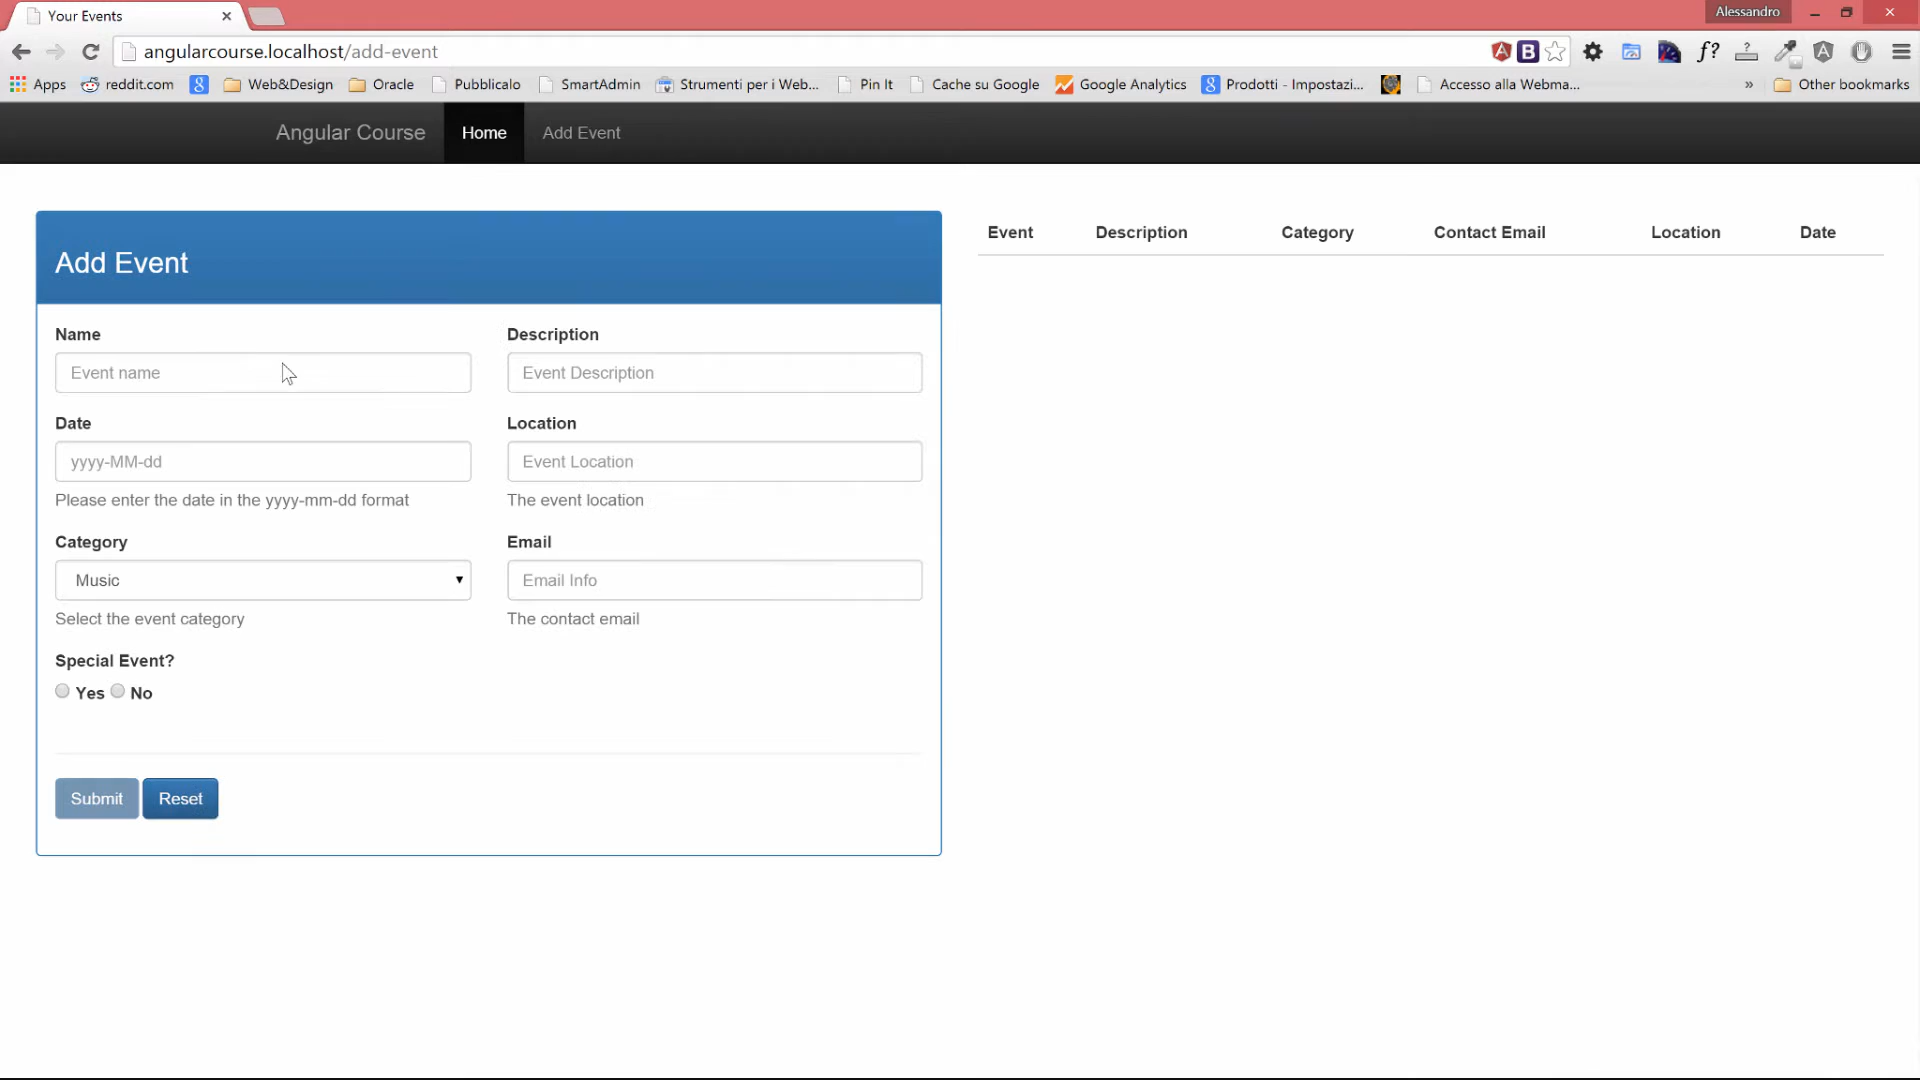 Your Events
Alessandro
angularcourse.localhost/add-event
Apps reddit.com Web&Design Oracle Pubblicalo SmartAdmin Strumenti per i Web... Pin It Cache su Google Google Analytics Prodotti - Impostazi... Accesso alla Webma... » Other bookmarks
Angular Course Home Add Event
Add Event
Name
Event name
Description
Event Description
Date
yyyy-MM-dd
Please enter the date in the yyyy-mm-dd format
Location
Event Location
The event location
Category
Music
Select the event category
Email
Email Info
The contact email
Special Event?
Yes No
Submit Reset
Event Description Category Contact Email Location Date